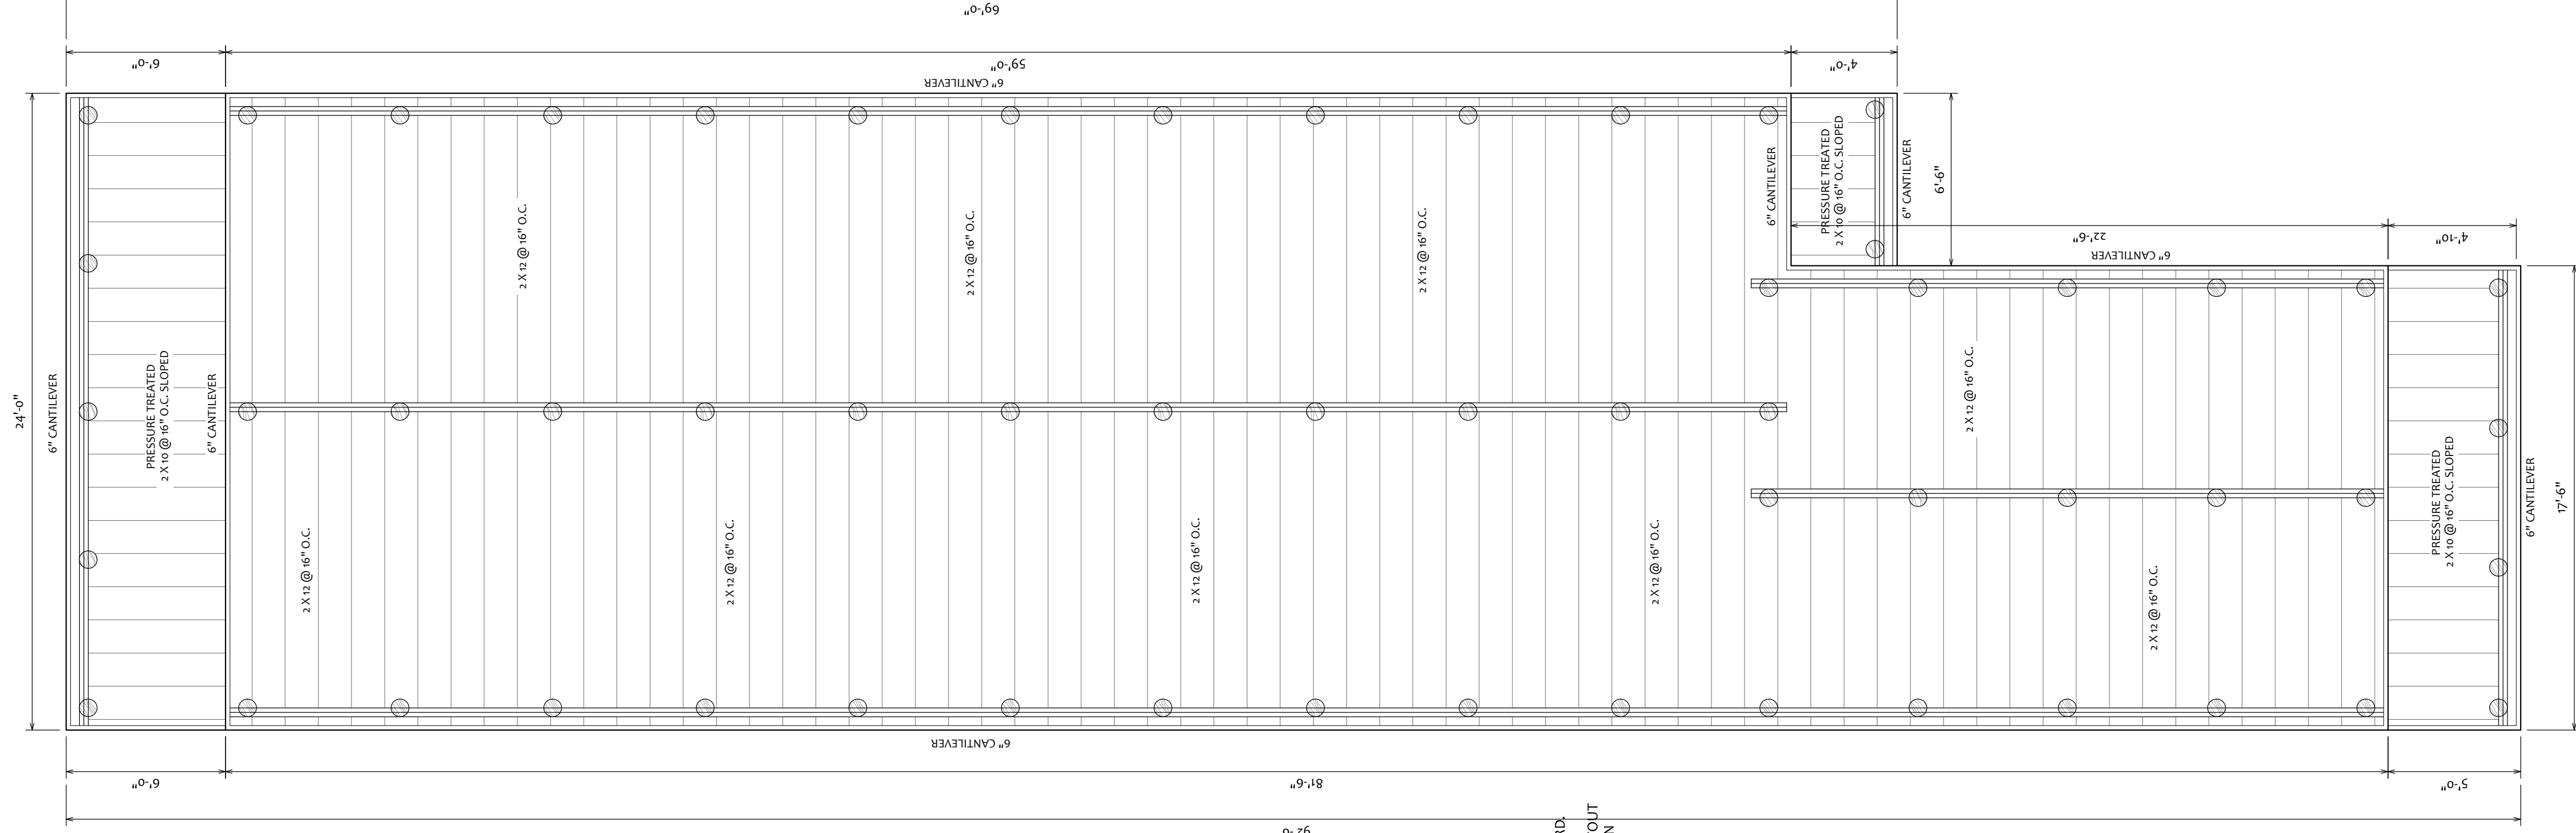 69'-0"
6'-0"
59'-0"
4'-0"
6" CANTILEVER
24'-0"
6" CANTILEVER
PRESSURE TREATED
2 X 10 @ 16" O.C. SLOPED
6" CANTILEVER
2 X 12 @ 16" O.C.
2 X 12 @ 16" O.C.
2 X 12 @ 16" O.C.
6" CANTILEVER
PRESSURE TREATED
2 X 10 @ 16" O.C. SLOPED
6" CANTILEVER
6'-6"
22'-6"
4'-10"
6" CANTILEVER
2 X 12 @ 16" O.C.
2 X 12 @ 16" O.C.
2 X 12 @ 16" O.C.
2 X 12 @ 16" O.C.
2 X 12 @ 16" O.C.
2 X 12 @ 16" O.C.
PRESSURE TREATED
2 X 10 @ 16" O.C. SLOPED
6" CANTILEVER
17'-6"
6" CANTILEVER
6'-0"
81'-6"
5'-0"